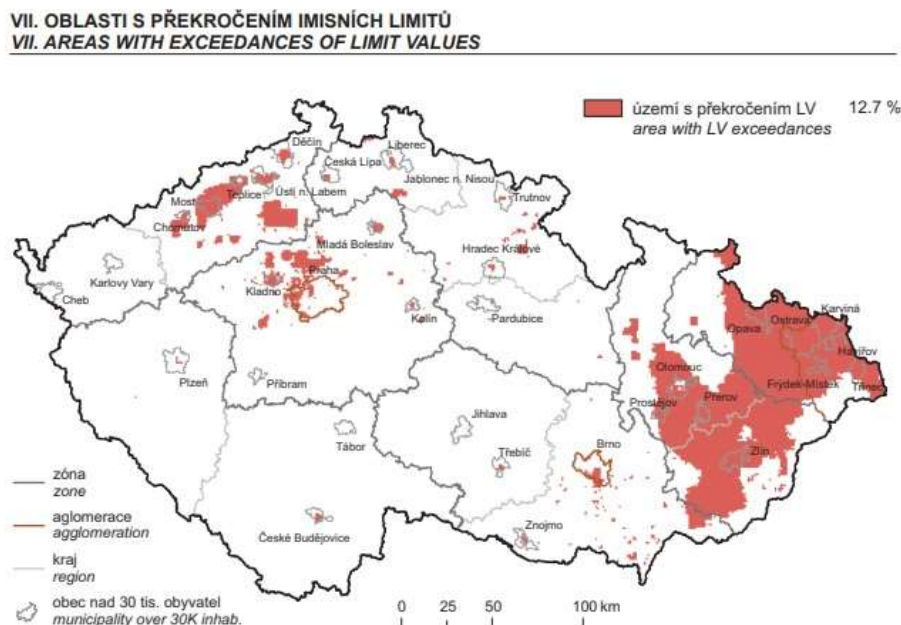 VII. OBLASTI S PŘEKROČENÍM IMISNÍCH LIMITŮ
VII. AREAS WITH EXCEEDANCES OF LIMIT VALUES
území s překročením LV 12.7 %
area with LV exceedances
Děčín
Liberec
Česká Lípa
Jablonec n. Nisou
Teplice
Ústí n. Labem
Most
Trutnov
Chomutov
Mladá Boleslav
Hradec Králové
Karlovy Vary
Praha
Cheb
Kladno
Kolín
Pardubice
Karviná
Opava
Ostrava
Havířov
Plzeň
Příbram
Olomouc
Frýdek-Místek
Třinec
Prostějov
Přerov
Jihlava
Tábor
Brno
Zlín
Třebíč
České Budějovice
Znojmo
zóna
zone
aglomerace
agglomeration
kraj
region
obec nad 30 tis. obyvatel
municipality over 30K inhab.
0 25 50 100 km